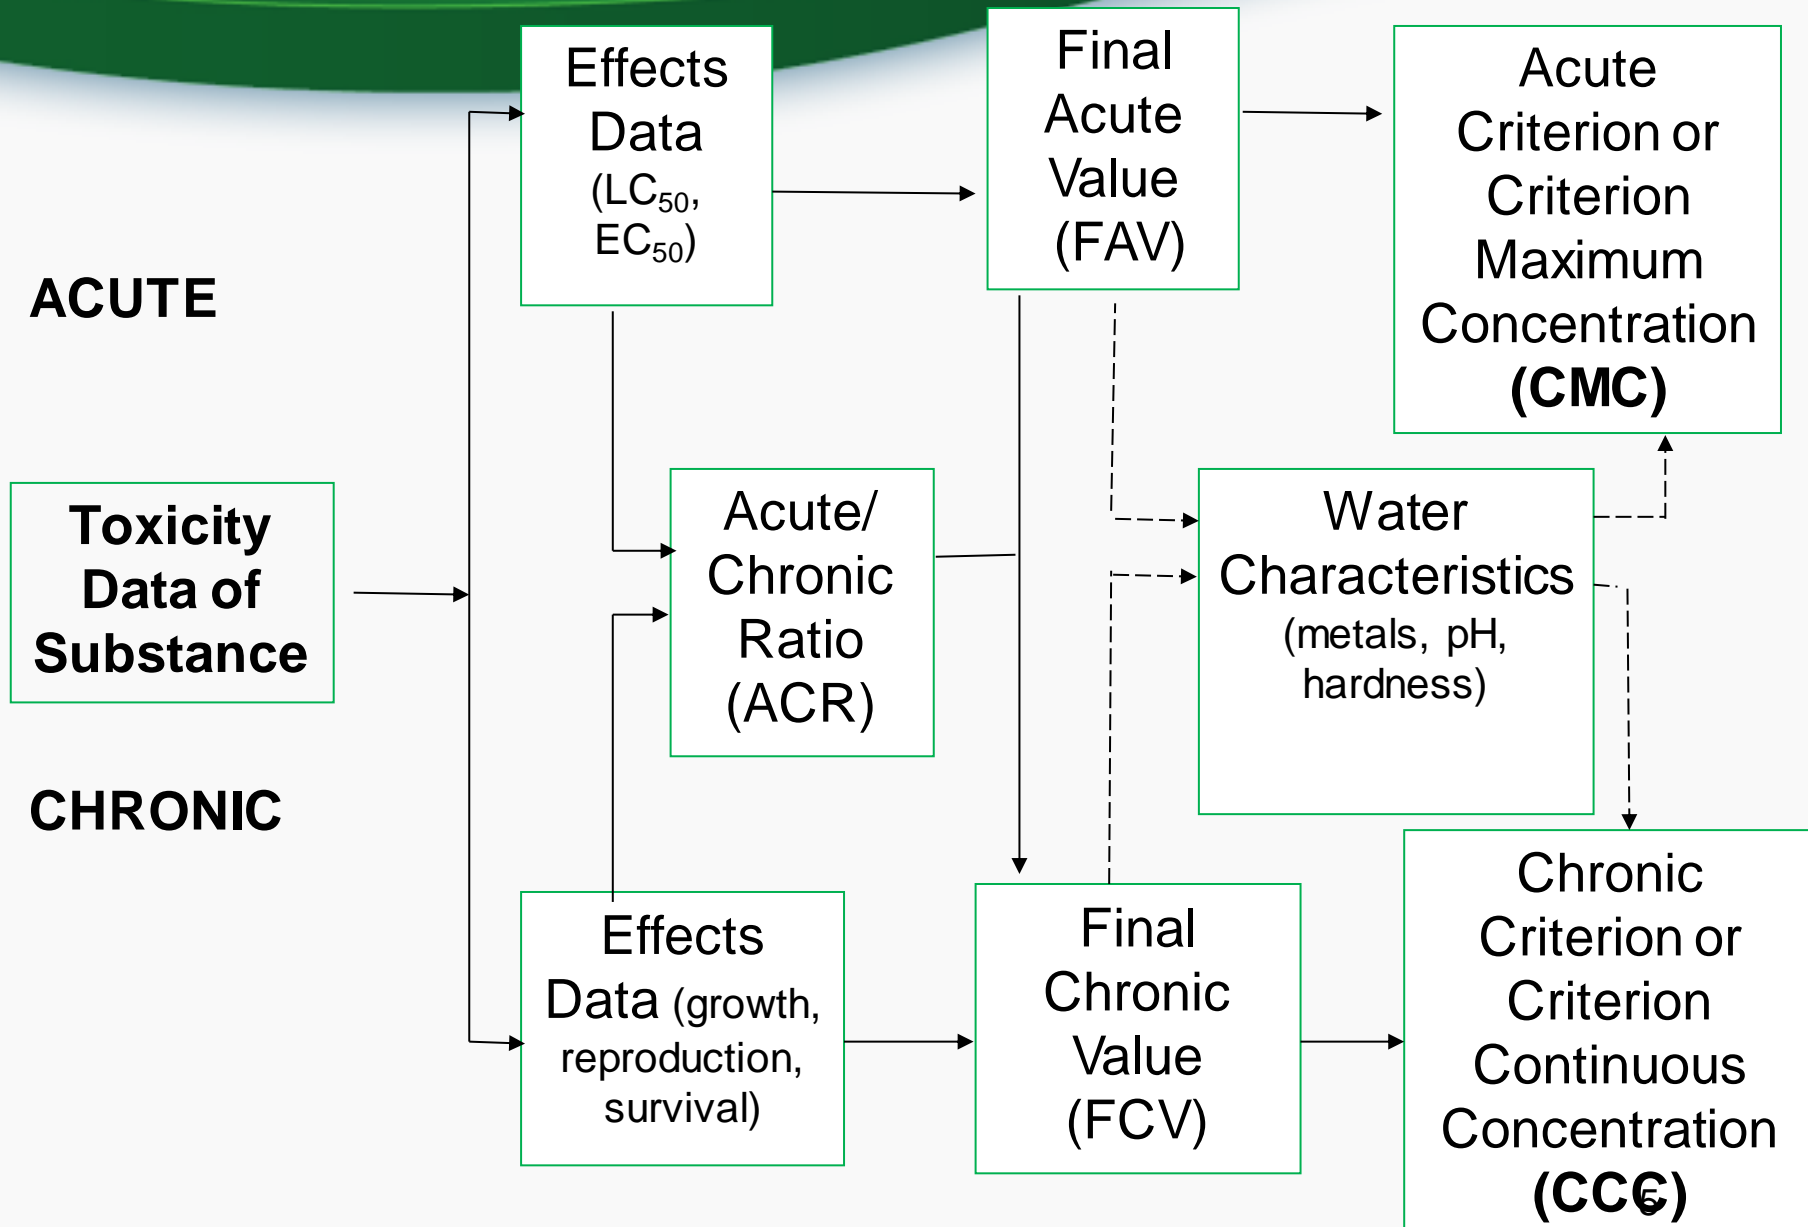 Effects
Data
(LC₅₀,
EC₅₀)
Final
Acute
Value
(FAV)
Acute
Criterion or
Criterion
Maximum
Concentration
(CMC)
ACUTE
Toxicity
Data of
Substance
Acute/
Chronic
Ratio
(ACR)
Water
Characteristics
(metals, pH,
hardness)
CHRONIC
Effects
Data (growth,
reproduction,
survival)
Final
Chronic
Value
(FCV)
Chronic
Criterion or
Criterion
Continuous
Concentration
(CCC)
5